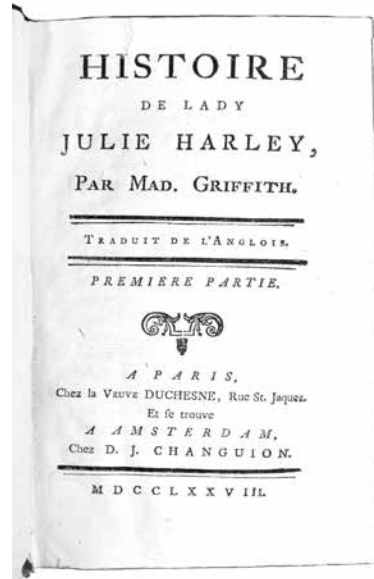 HISTOIRE
DE LADY
JULIE HARLEY,
PAR MAD. GRIFFITH.
TRADUIT DE L'ANGLOIS.
PREMIERE PARTIE.
A PARIS,
Chez la VEUVE DUCHESNE, Rue St. Jaques.
Et se trouve
A AMSTERDAM,
Chez D. J. CHANGUION.
MDCCLXXVIII.